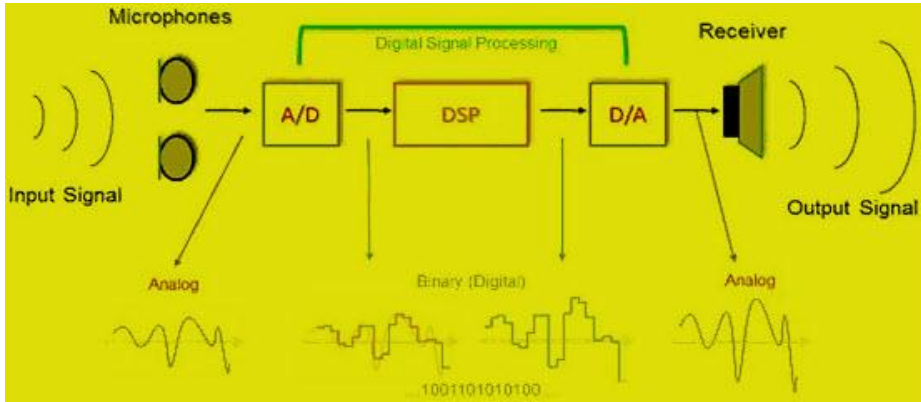 Microphones
Digital Signal Processing
Receiver
A/D
DSP
D/A
Input Signal
Output Signal
Analog
Binary (Digital)
Analog
...1001101010100...